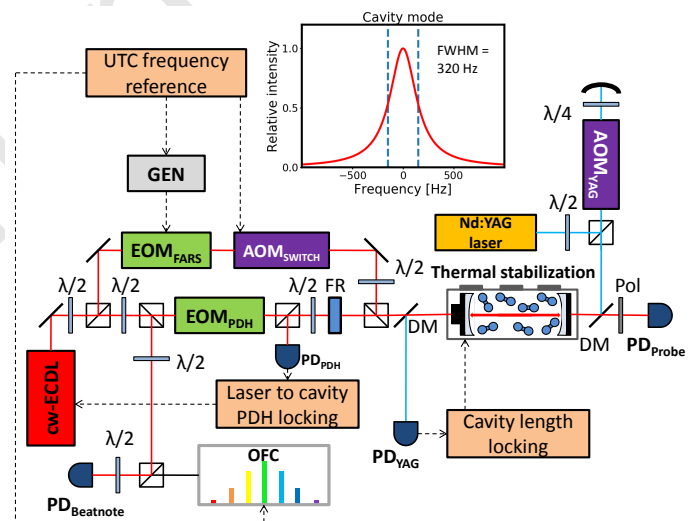 UTC frequency
reference
Cavity mode
FWHM =
320 Hz
Relative intensity
1.0
0.5
0.0
−500
0
500
Frequency [Hz]
λ/4
AOM_YAG
λ/2
Nd:YAG
laser
GEN
EOM_FARS
AOM_SWITCH
λ/2
Thermal stabilization
λ/2
λ/2
EOM_PDH
λ/2
FR
DM
DM
Pol
PD_Probe
cw-ECDL
λ/2
PD_PDH
Laser to cavity
PDH locking
PD_YAG
Cavity length
locking
λ/2
OFC
PD_Beatnote